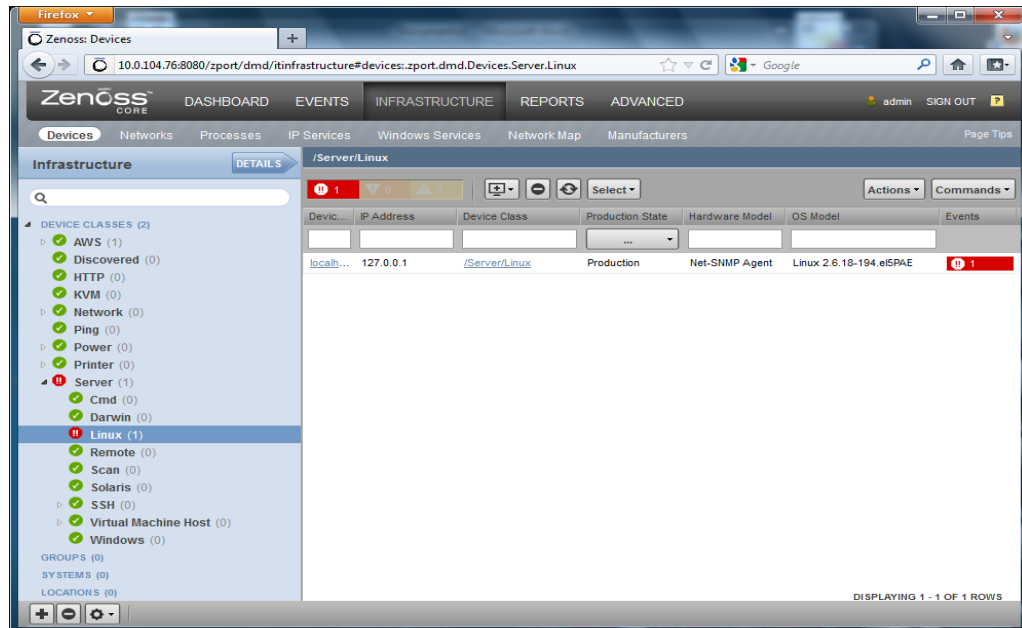 Firefox
Zenoss: Devices
10.0.104.76:8080/zport/dmd/itinfrastructure#devices:.zport.dmd.Devices.Server.Linux
Google
Zenoss CORE
DASHBOARD EVENTS INFRASTRUCTURE REPORTS ADVANCED
admin SIGN OUT ?
Devices Networks Processes IP Services Windows Services Network Map Manufacturers
Page Tips
Infrastructure
DETAILS
DEVICE CLASSES (2)
AWS (1)
Discovered (0)
HTTP (0)
KVM (0)
Network (0)
Ping (0)
Power (0)
Printer (0)
Server (1)
Cmd (0)
Darwin (0)
Linux (1)
Remote (0)
Scan (0)
Solaris (0)
SSH (0)
Virtual Machine Host (0)
Windows (0)
GROUPS (0)
SYSTEMS (0)
LOCATIONS (0)
/Server/Linux
1 0 0
Select
Actions Commands
Devic... IP Address Device Class Production State Hardware Model OS Model Events
...
localh... 127.0.0.1 /Server/Linux Production Net-SNMP Agent Linux 2.6.18-194.el5PAE 1
DISPLAYING 1 - 1 OF 1 ROWS